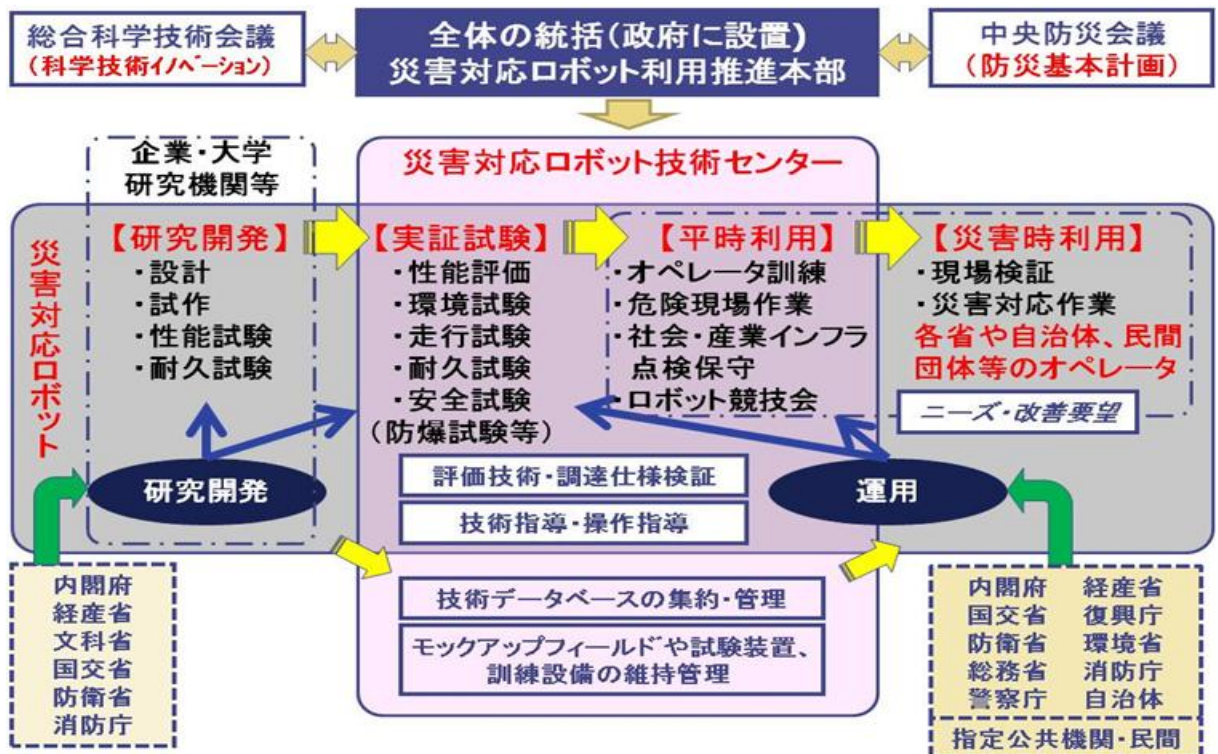 総合科学技術会議
(科学技術イノベーション)
全体の統括(政府に設置)
災害対応ロボット利用推進本部
中央防災会議
(防災基本計画)
企業・大学
研究機関等
災害対応ロボット技術センター
災害対応ロボット
【研究開発】
・設計
・試作
・性能試験
・耐久試験
【実証試験】
・性能評価
・環境試験
・走行試験
・耐久試験
・安全試験
(防爆試験等)
【平時利用】
・オペレータ訓練
・危険現場作業
・社会・産業インフラ
点検保守
・ロボット競技会
【災害時利用】
・現場検証
・災害対応作業
各省や自治体、民間
団体等のオペレータ
ニーズ・改善要望
研究開発
評価技術・調達仕様検証
技術指導・操作指導
運用
技術データベースの集約・管理
モックアップフィールドや試験装置、
訓練設備の維持管理
内閣府
経産省
文科省
国交省
防衛省
消防庁
内閣府 経産省
国交省 復興庁
防衛省 環境省
総務省 消防庁
警察庁 自治体
指定公共機関・民間